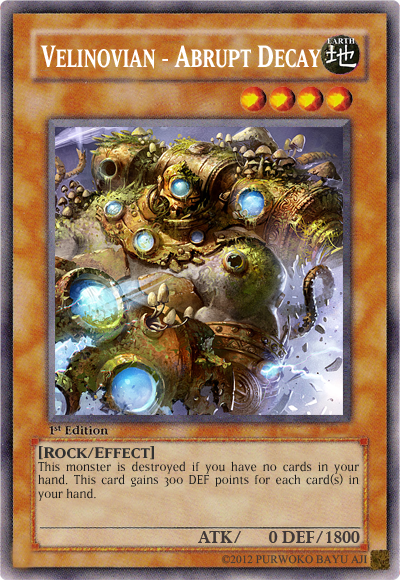 VELINOVIAN - ABRUPT DECAY
EARTH
地
1st Edition
[ROCK/EFFECT]
This monster is destroyed if you have no cards in your
hand. This card gains 300 DEF points for each card(s) in
your hand.
ATK/ 0 DEF/1800
©2012 PURWOKO BAYU AJI